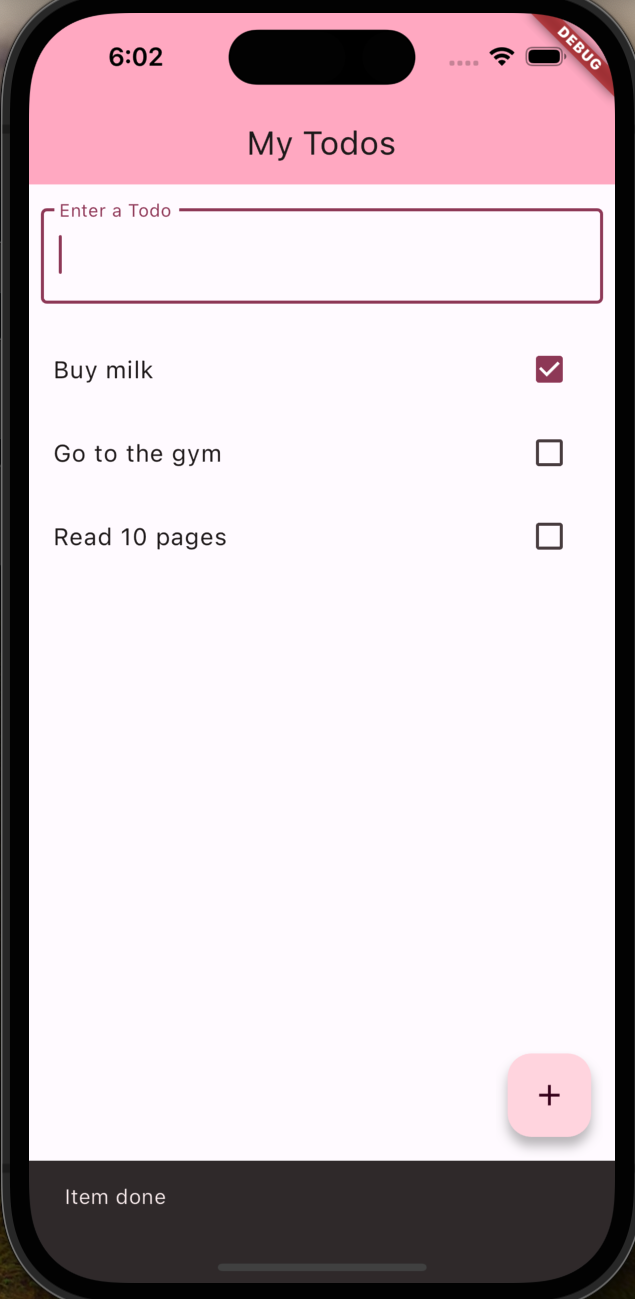 6:02
DEBUG
My Todos
Enter a Todo
Buy milk
Go to the gym
Read 10 pages
+
Item done